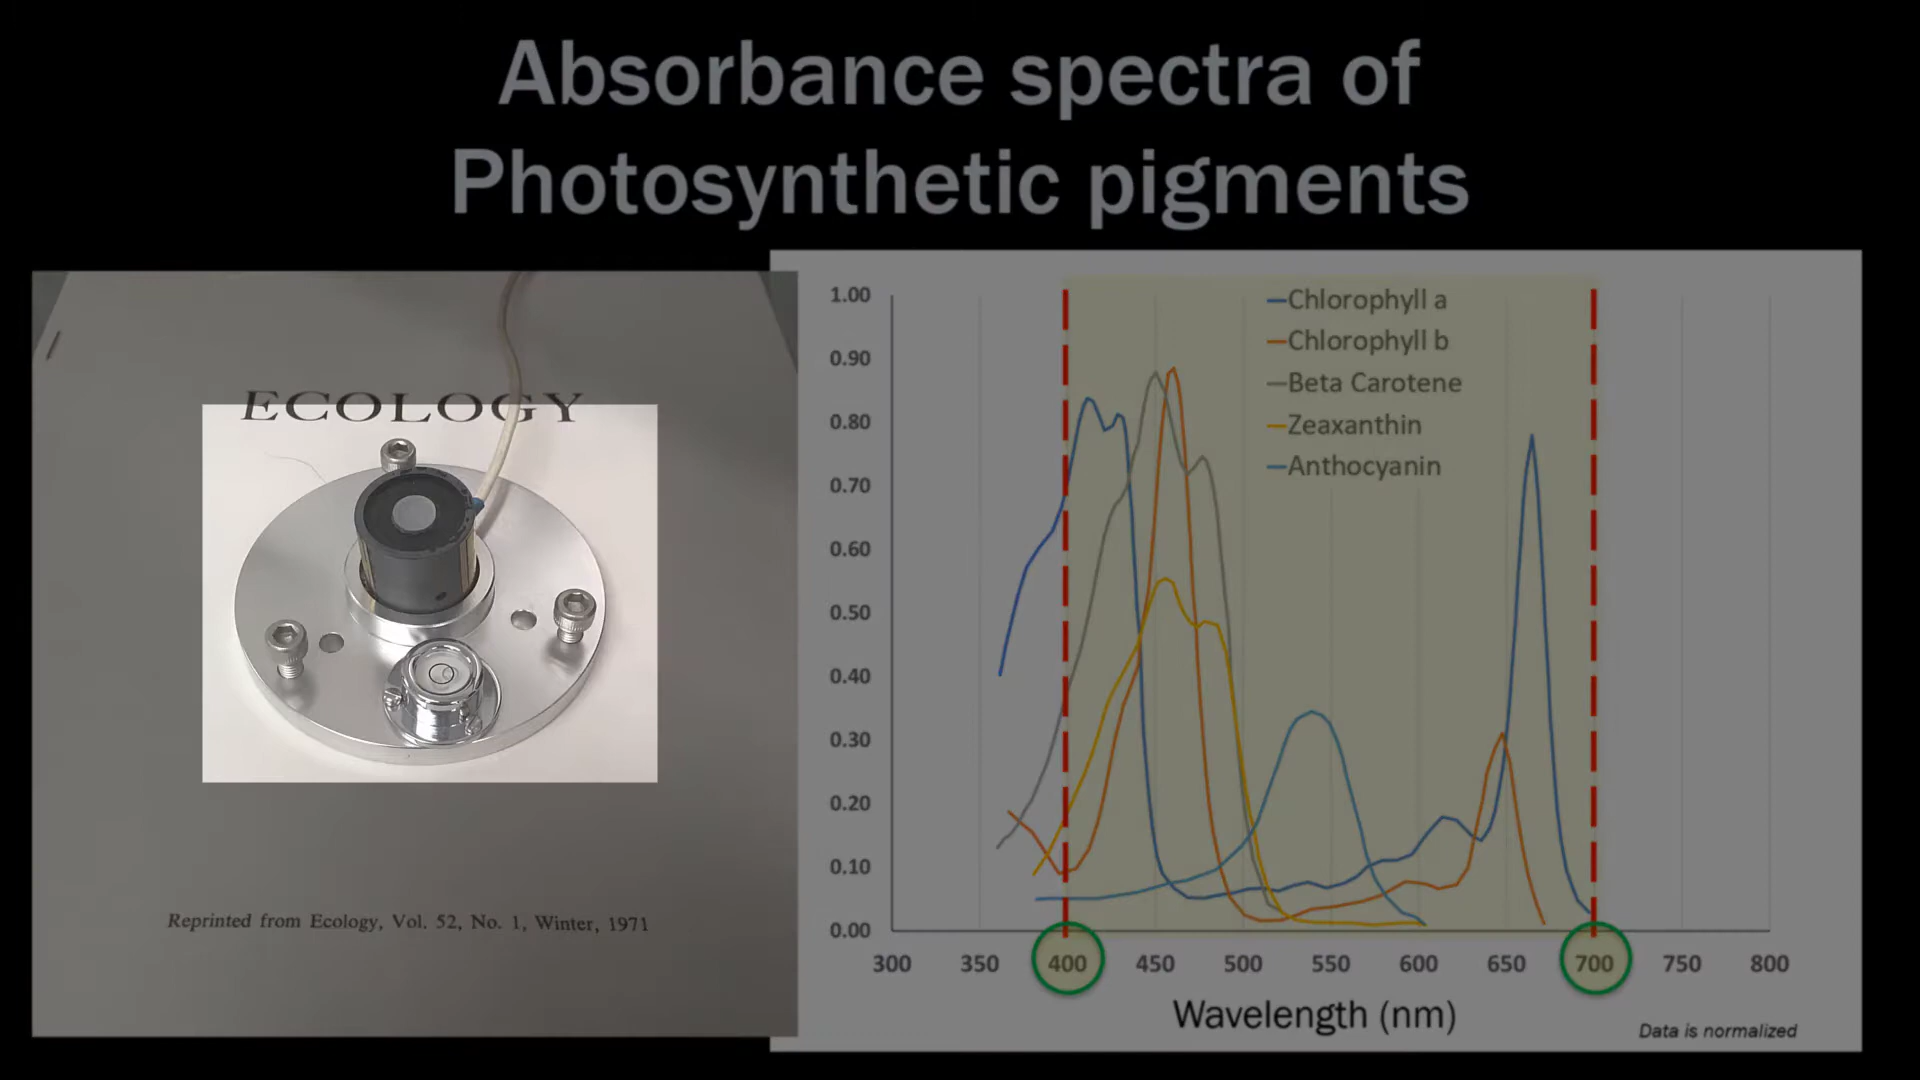 Absorbance spectra of
Photosynthetic pigments
ECOLOGY
Reprinted from Ecology, Vol. 52, No. 1, Winter, 1971
1.00
0.90
0.80
0.70
0.60
0.50
0.40
0.30
0.20
0.10
0.00
Chlorophyll a
Chlorophyll b
Beta Carotene
Zeaxanthin
Anthocyanin
300 350 400 450 500 550 600 650 700 750 800
Wavelength (nm)
Data is normalized